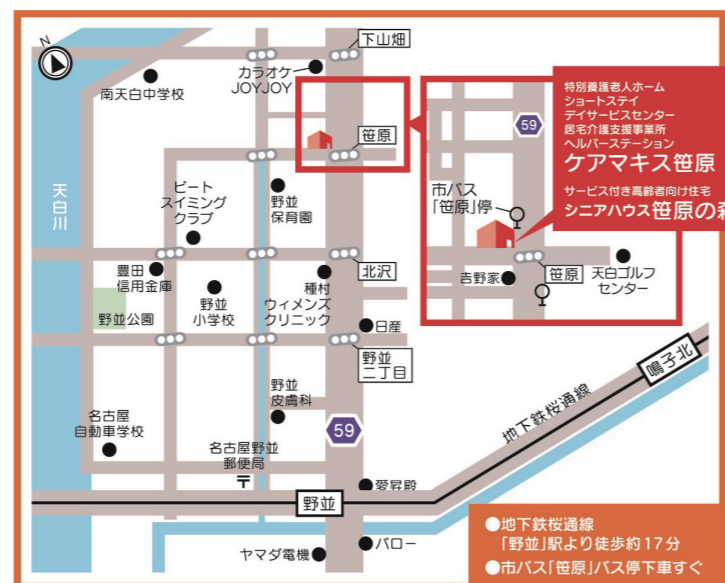 N
下山畑
カラオケ
JOYJOY
南天白中学校
笹原
天白川
ビート
スイミング
クラブ
野並
保育園
北沢
豊田
信用金庫
野並
小学校
種村
ウィメンズ
クリニック
野並公園
日産
野並
二丁目
野並
皮膚科
59
名古屋
自動車学校
名古屋野並
郵便局
〒
愛昇殿
野並
地下鉄桜通線
鳴子北
ヤマダ電機
バロー
特別養護老人ホーム
ショートステイ
デイサービスセンター
居宅介護支援事業所
ヘルパーステーション
ケアマキス笹原
サービス付き高齢者向け住宅
シニアハウス笹原の森
59
市バス
「笹原」停
笹原
吉野家
天白ゴルフ
センター
●地下鉄桜通線
「野並」駅より徒歩約17分
●市バス「笹原」バス停下車すぐ